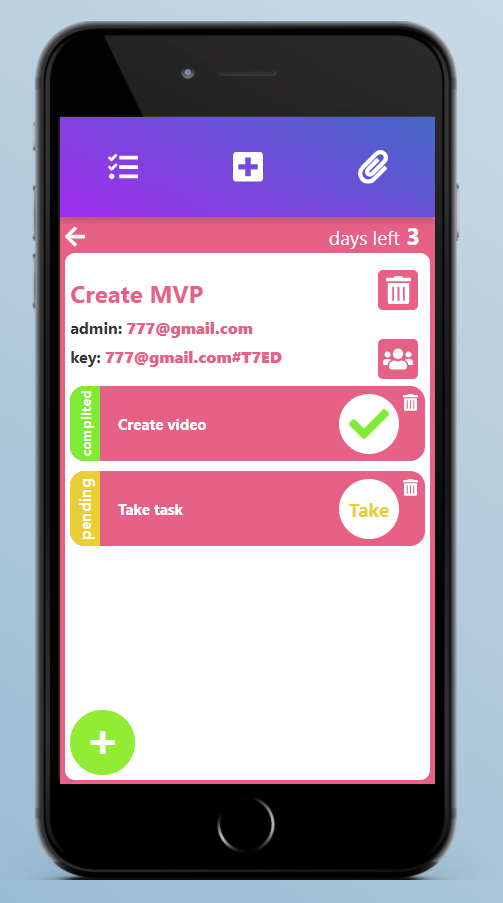 days left 3
Create MVP
admin: 777@gmail.com
key: 777@gmail.com#T7ED
complited
Create video
pending
Take task
Take